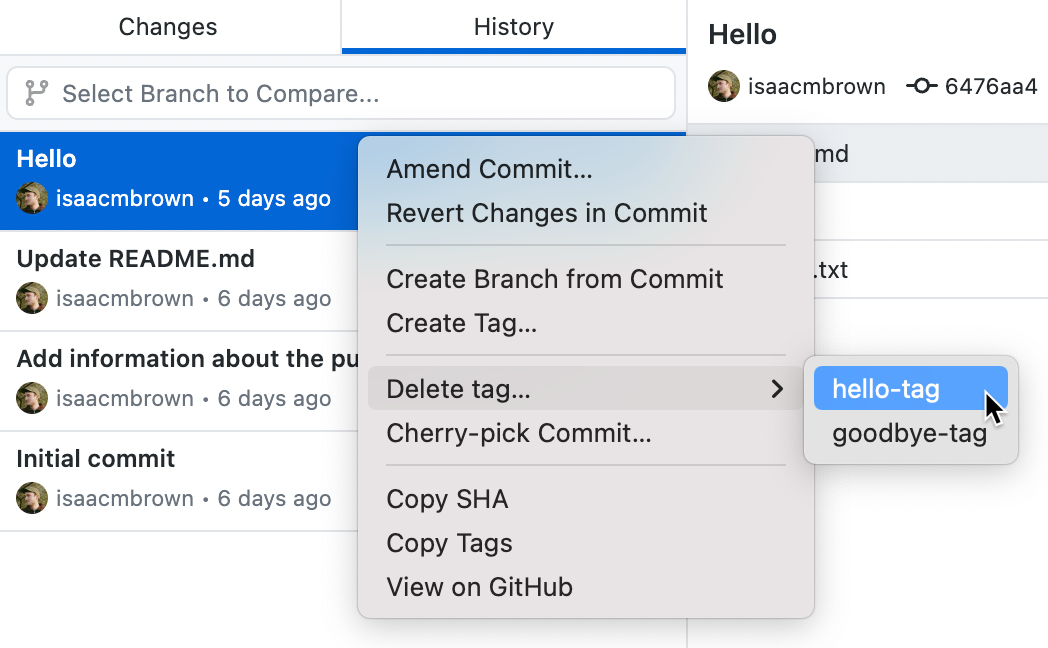 Changes
History
Select Branch to Compare...
Hello
isaacmbrown • 5 days ago
Update README.md
isaacmbrown • 6 days ago
Add information about the pu
isaacmbrown • 6 days ago
Initial commit
isaacmbrown • 6 days ago
Amend Commit...
Revert Changes in Commit
Create Branch from Commit
Create Tag...
Delete tag...
Cherry-pick Commit...
Copy SHA
Copy Tags
View on GitHub
hello-tag
goodbye-tag
Hello
isaacmbrown 6476aa4
md
.txt